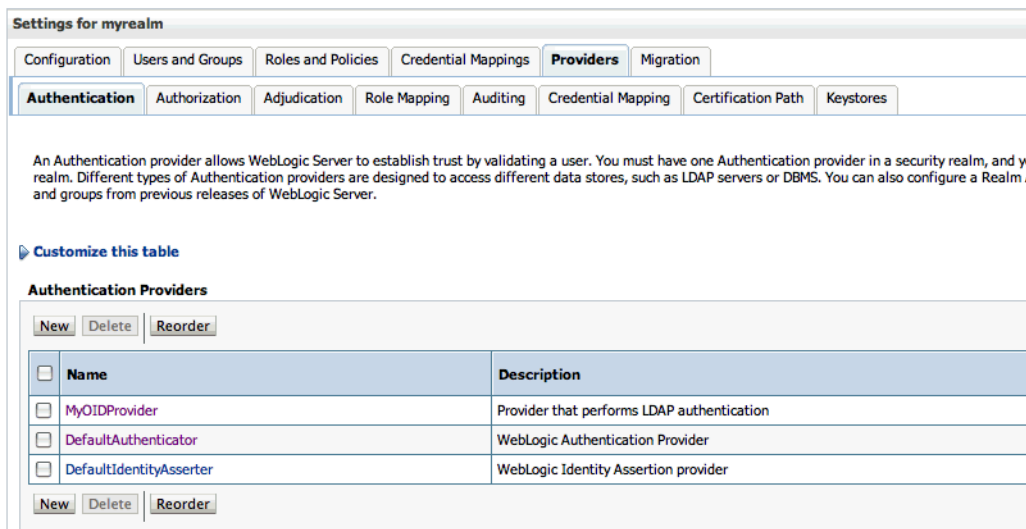 Settings for myrealm
Configuration Users and Groups Roles and Policies Credential Mappings Providers Migration
Authentication Authorization Adjudication Role Mapping Auditing Credential Mapping Certification Path Keystores
An Authentication provider allows WebLogic Server to establish trust by validating a user. You must have one Authentication provider in a security realm, and
realm. Different types of Authentication providers are designed to access different data stores, such as LDAP servers or DBMS. You can also configure a Realm
and groups from previous releases of WebLogic Server.
Customize this table
Authentication Providers
New Delete Reorder
Name Description
MyOIDProvider Provider that performs LDAP authentication
DefaultAuthenticator WebLogic Authentication Provider
DefaultIdentityAsserter WebLogic Identity Assertion provider
New Delete Reorder